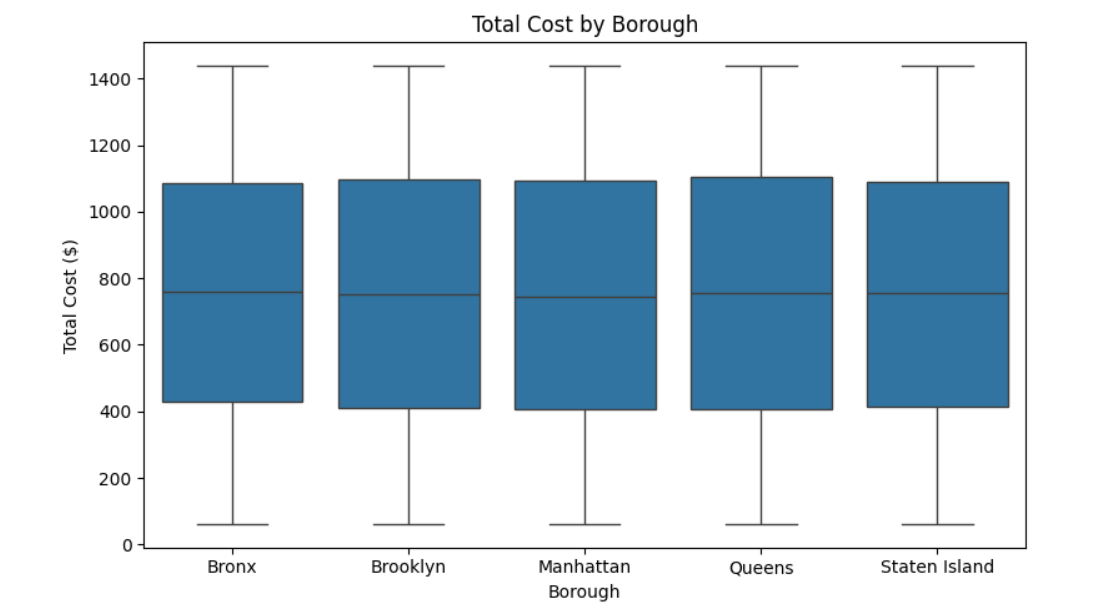 Total Cost by Borough
Total Cost ($)
1400
1200
1000
800
600
400
200
0
Bronx Brooklyn Manhattan Queens Staten Island
Borough